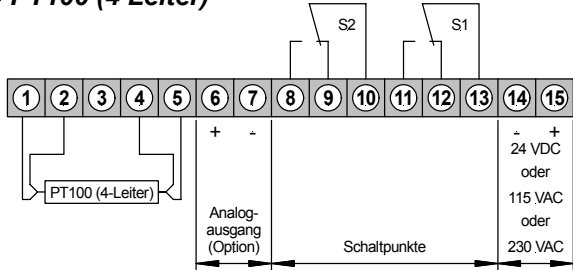 PT100 (4-Leiter)
S2 S1
1 2 3 4 5 6 7 8 9 10 11 12 13 14 15
+ - - +
PT100 (4-Leiter)
Analog-
ausgang
(Option)
Schaltpunkte
24 VDC
oder
115 VAC
oder
230 VAC